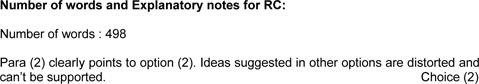 Number of words and Explanatory notes for RC:
Number of words : 498
Para (2) clearly points to option (2). Ideas suggested in other options are distorted and
can't be supported. Choice (2)